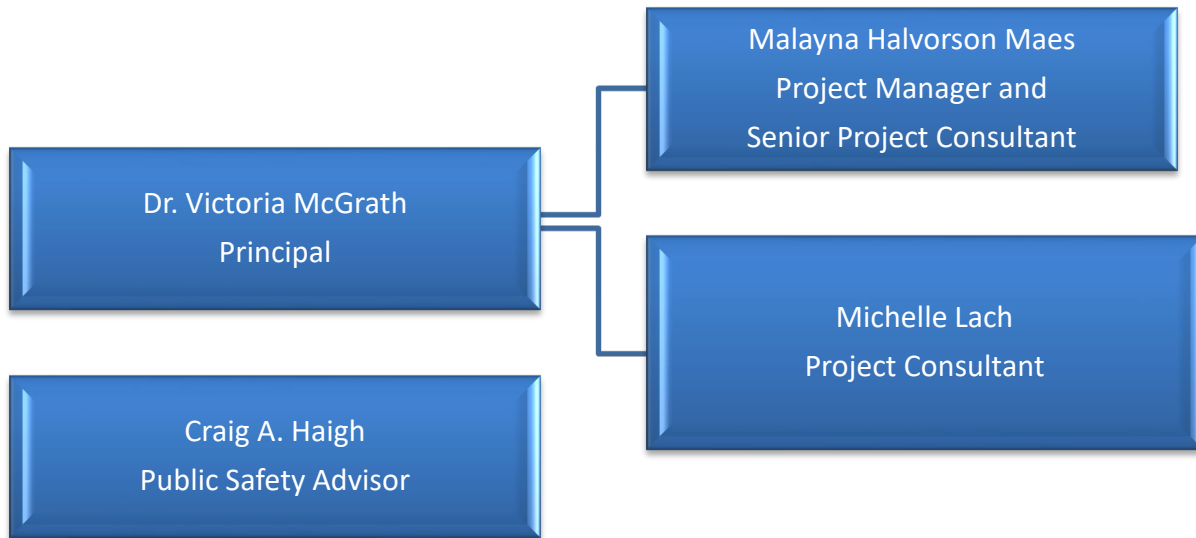 Malayna Halvorson Maes
Project Manager and
Senior Project Consultant
Dr. Victoria McGrath
Principal
Michelle Lach
Project Consultant
Craig A. Haigh
Public Safety Advisor